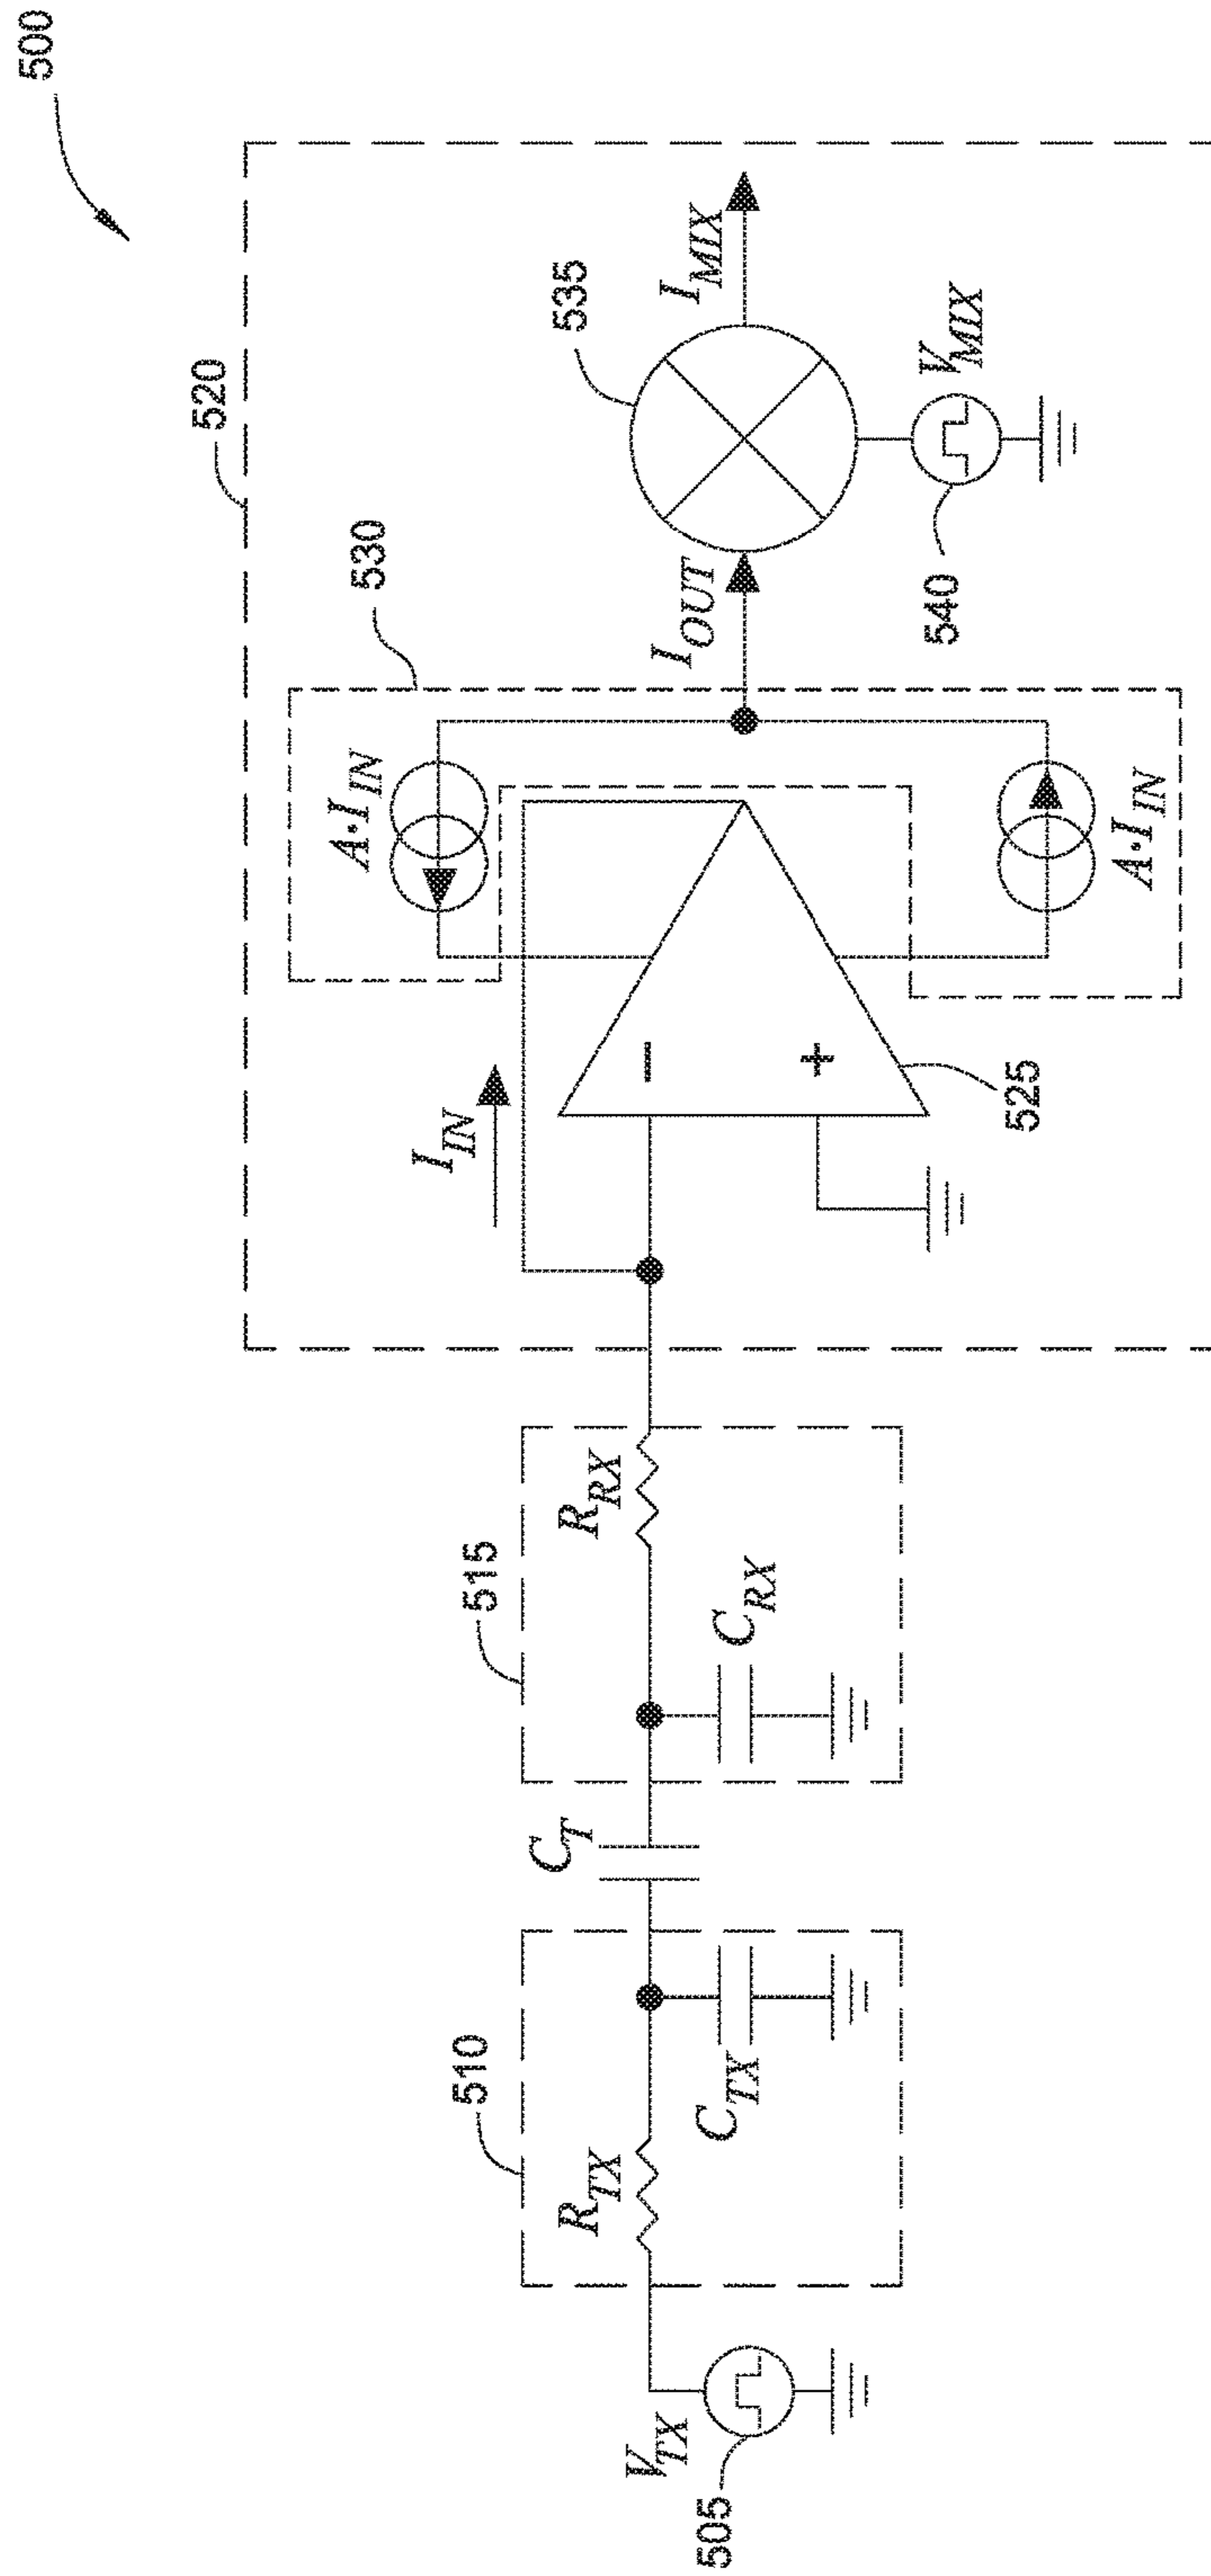 500
520
530
A·I_IN
I_IN
535
I_MIX
I_OUT
V_MIX
540
A·I_IN
−
+
525
515
R_RX
C_RX
C_T
510
R_TX
C_TX
V_TX
505